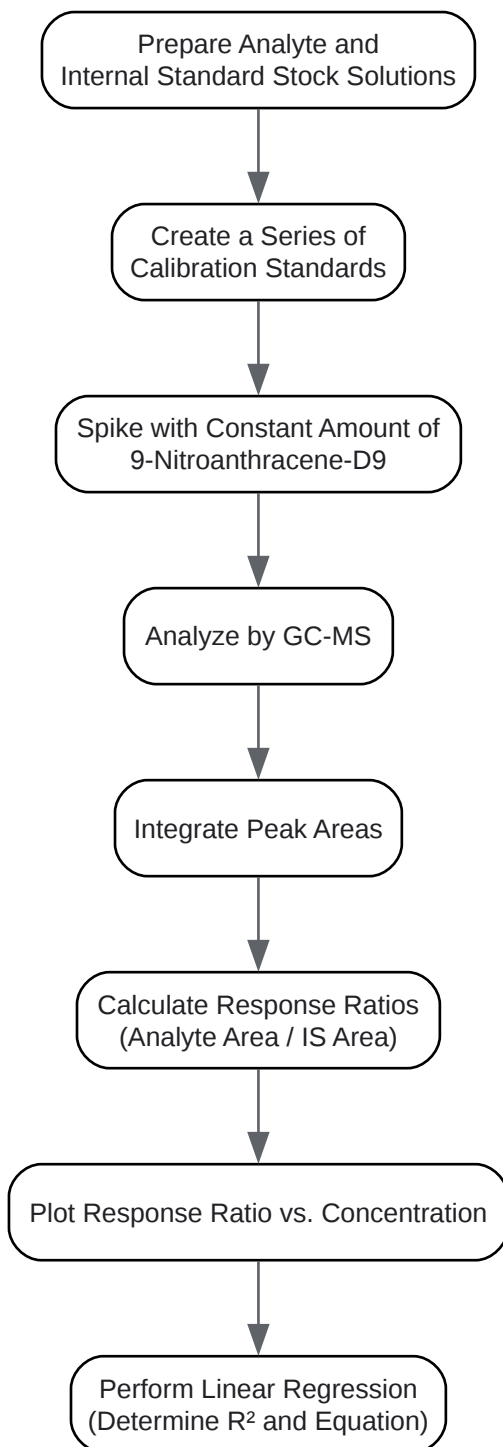 Prepare Analyte and
Internal Standard Stock Solutions
Create a Series of
Calibration Standards
Spike with Constant Amount of
9-Nitroanthracene-D9
Analyze by GC-MS
Integrate Peak Areas
Calculate Response Ratios
(Analyte Area / IS Area)
Plot Response Ratio vs. Concentration
Perform Linear Regression
(Determine R² and Equation)